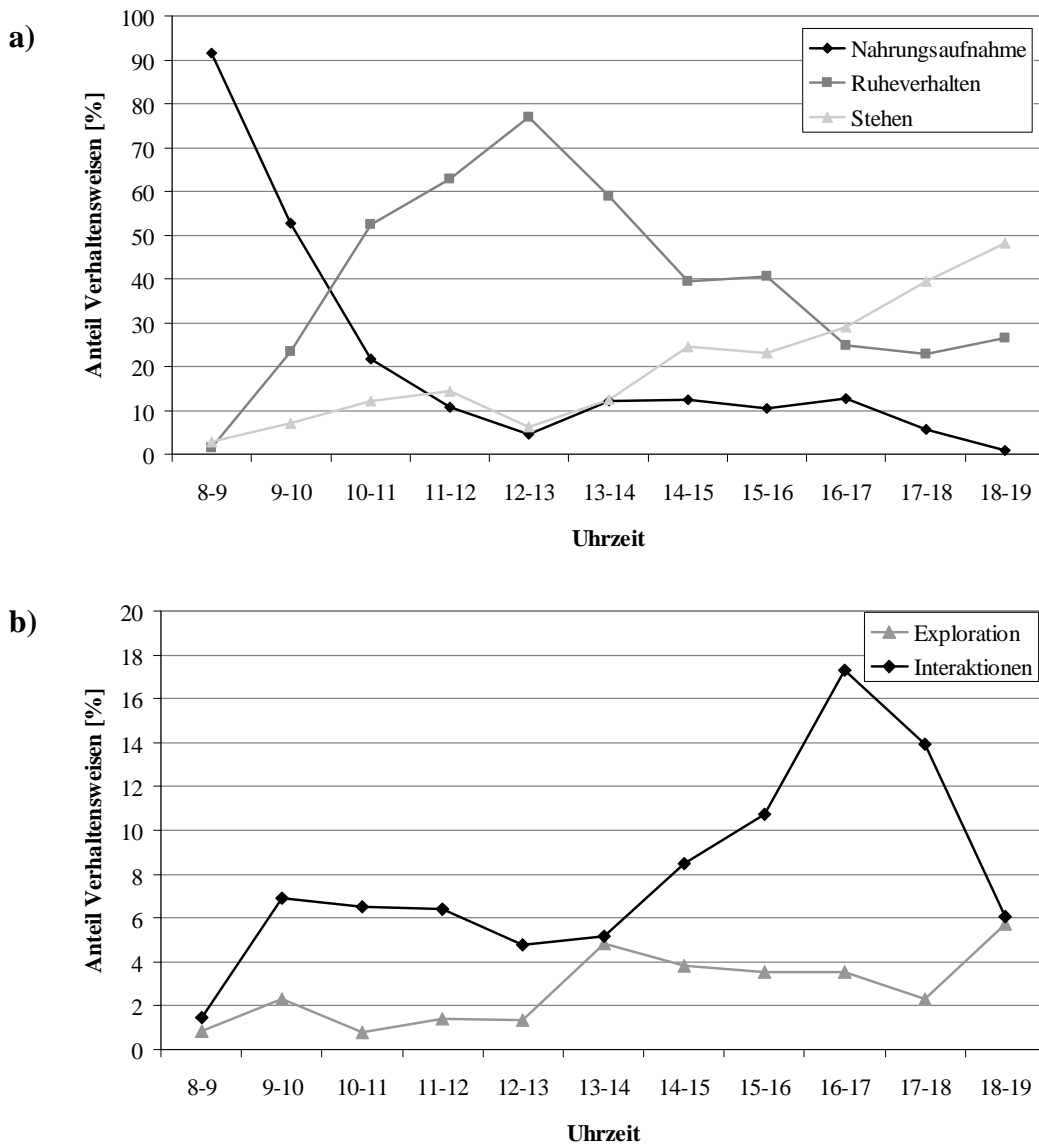 a)
Anteil Verhaltensweisen [%]
100
90
80
70
60
50
40
30
20
10
0
Nahrungsaufnahme
Ruheverhalten
Stehen
8-9 9-10 10-11 11-12 12-13 13-14 14-15 15-16 16-17 17-18 18-19
Uhrzeit
b)
Anteil Verhaltensweisen [%]
20
18
16
14
12
10
8
6
4
2
0
Exploration
Interaktionen
8-9 9-10 10-11 11-12 12-13 13-14 14-15 15-16 16-17 17-18 18-19
Uhrzeit